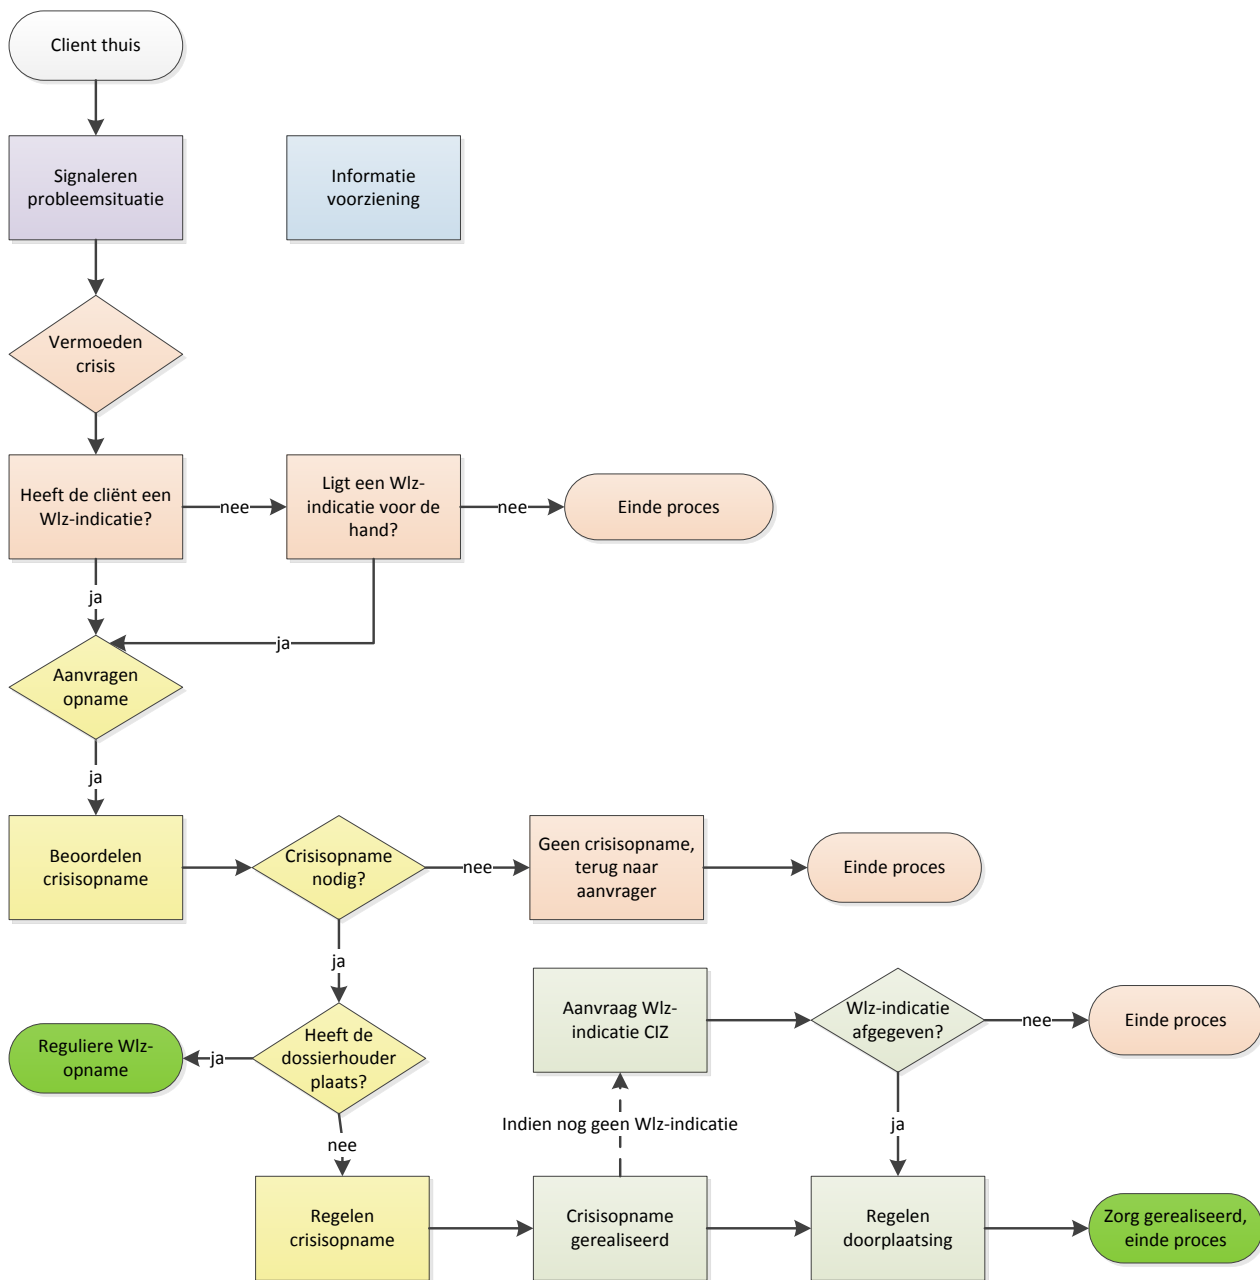 Client thuis
Signaleren
probleemsituatie
Informatie
voorziening
Vermoeden
crisis
Heeft de cliënt een
Wlz-indicatie?
nee
Ligt een Wlz-
indicatie voor de
hand?
nee
Einde proces
ja
ja
Aanvragen
opname
ja
Beoordelen
crisisopname
Crisisopname
nodig?
nee
Geen crisisopname,
terug naar
aanvrager
Einde proces
ja
Aanvraag Wlz-
indicatie CIZ
Wlz-indicatie
afgegeven?
nee
Einde proces
Heeft de
dossierhouder
plaats?
ja
Reguliere Wlz-
opname
Indien nog geen Wlz-indicatie
ja
nee
Regelen
crisisopname
Crisisopname
gerealiseerd
Regelen
doorplaatsing
Zorg gerealiseerd,
einde proces